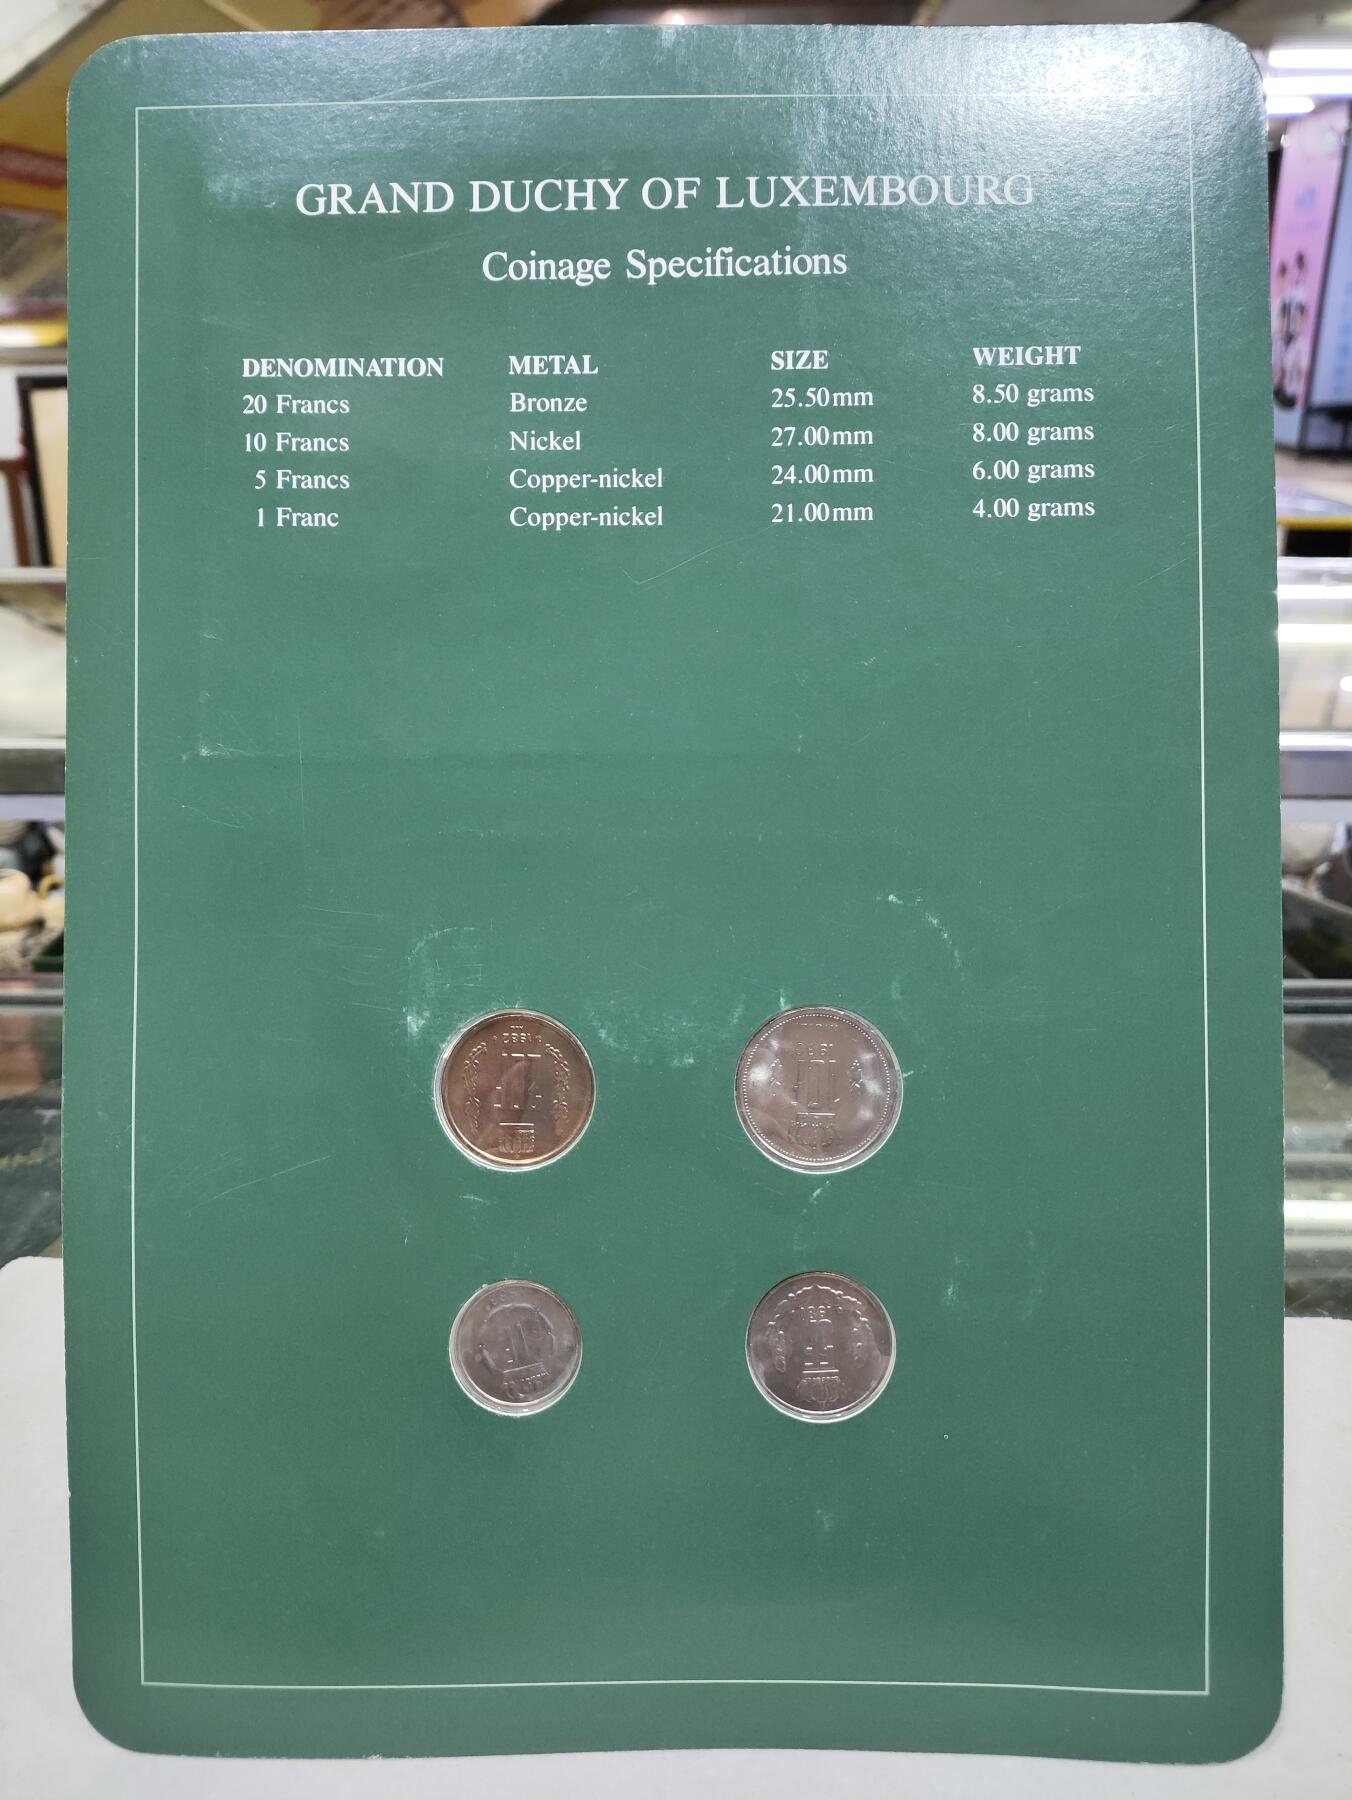 GRAND DUCHY OF LUXEMBOURG
Coinage Specifications
DENOMINATION METAL SIZE WEIGHT
20 Francs Bronze 25.50mm 8.50 grams
10 Francs Nickel 27.00mm 8.00 grams
5 Francs Copper-nickel 24.00mm 6.00 grams
1 Franc Copper-nickel 21.00mm 4.00 grams